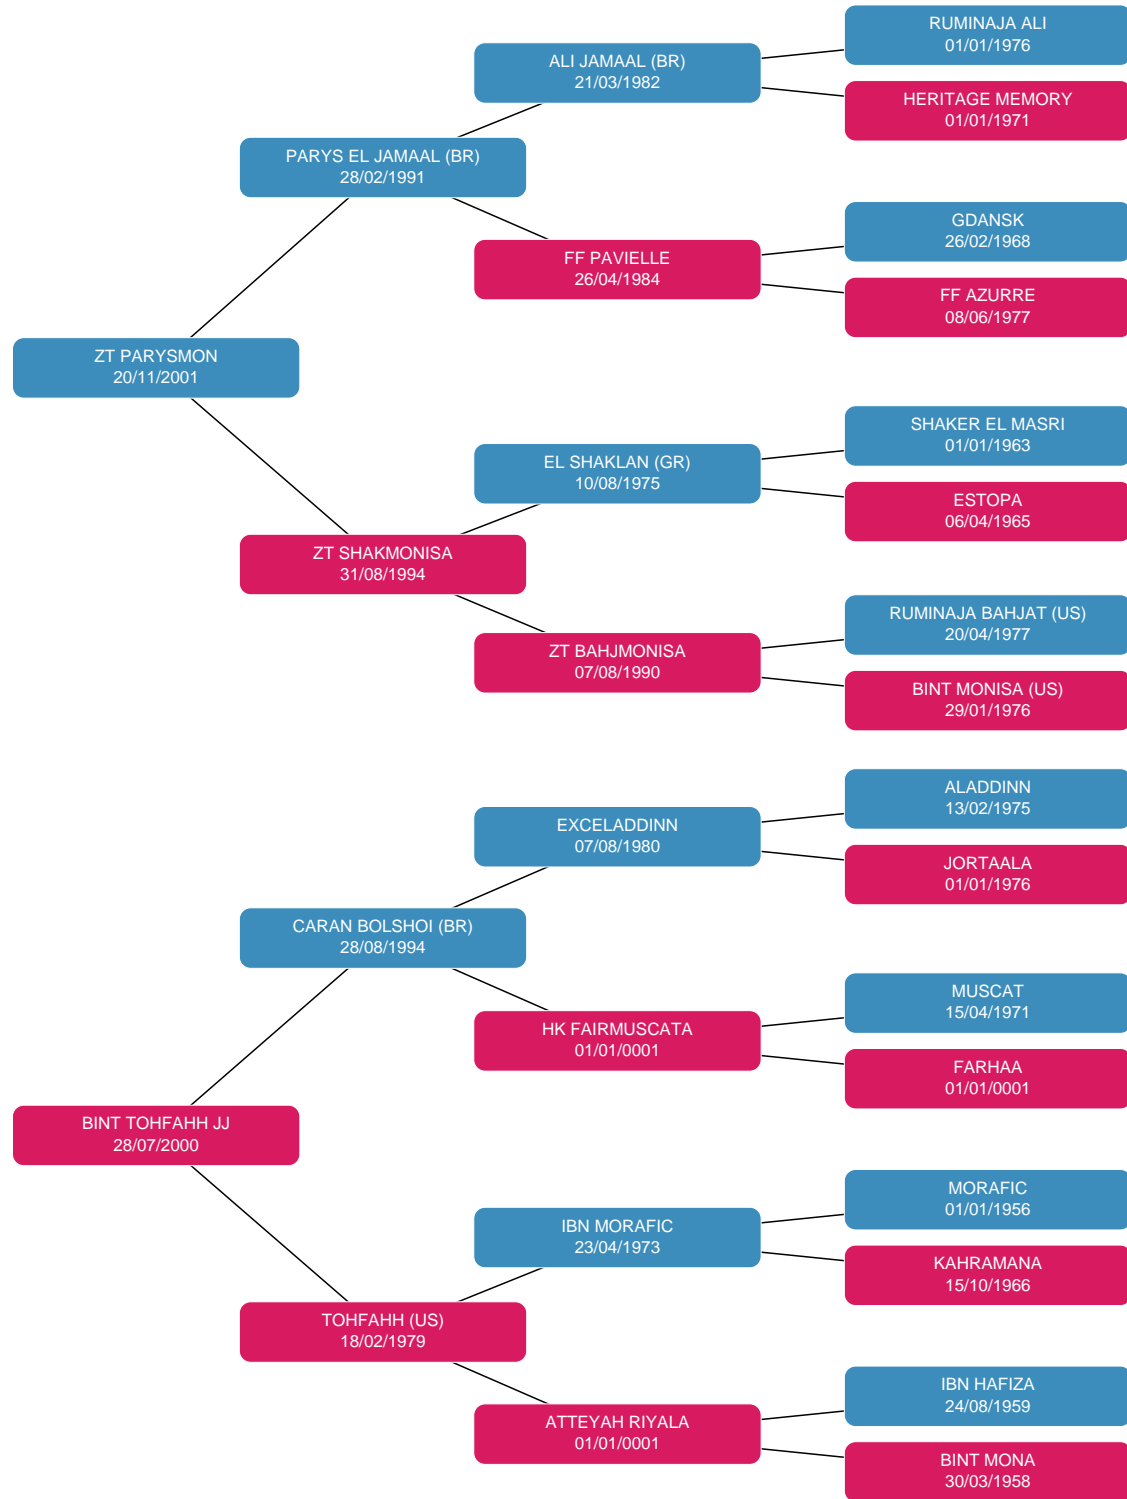 RUMINAJA ALI
01/01/1976
ALI JAMAAL (BR)
21/03/1982
HERITAGE MEMORY
01/01/1971
PARYS EL JAMAAL (BR)
28/02/1991
GDANSK
26/02/1968
FF PAVIELLE
26/04/1984
FF AZURRE
08/06/1977
ZT PARYSMON
20/11/2001
SHAKER EL MASRI
01/01/1963
EL SHAKLAN (GR)
10/08/1975
ESTOPA
06/04/1965
ZT SHAKMONISA
31/08/1994
RUMINAJA BAHJAT (US)
20/04/1977
ZT BAHJMONISA
07/08/1990
BINT MONISA (US)
29/01/1976
ALADDINN
13/02/1975
EXCELADDINN
07/08/1980
JORTAALA
01/01/1976
CARAN BOLSHOI (BR)
28/08/1994
MUSCAT
15/04/1971
HK FAIRMUSCATA
01/01/0001
FARHAA
01/01/0001
BINT TOHFAHH JJ
28/07/2000
MORAFIC
01/01/1956
IBN MORAFIC
23/04/1973
KAHRAMANA
15/10/1966
TOHFAHH (US)
18/02/1979
IBN HAFIZA
24/08/1959
ATTEYAH RIYALA
01/01/0001
BINT MONA
30/03/1958